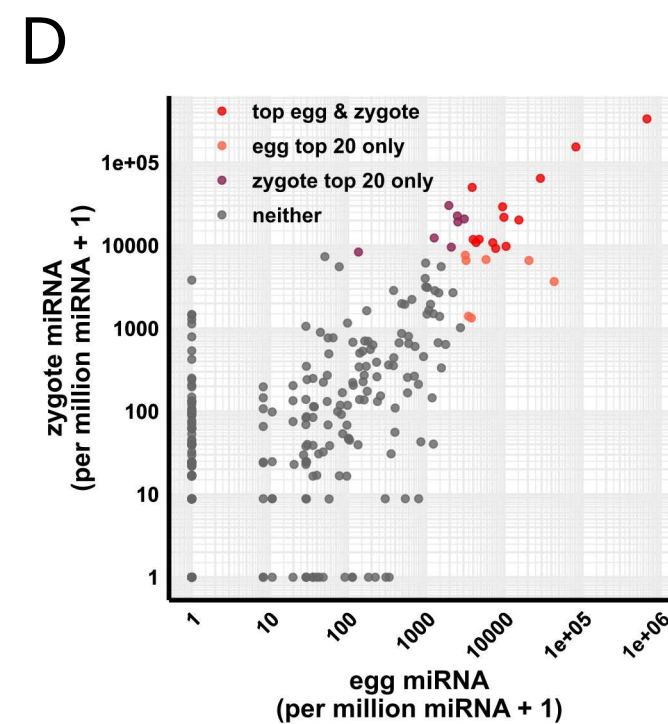 D
top egg & zygote
egg top 20 only
zygote top 20 only
neither
zygote miRNA
(per million miRNA + 1)
1e+05
10000
1000
100
10
1
1
10
100
1000
10000
1e+05
1e+06
egg miRNA
(per million miRNA + 1)